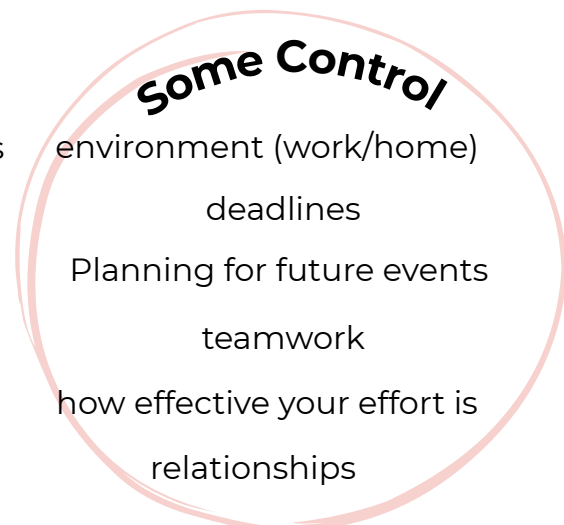 Some Control
environment (work/home)
deadlines
Planning for future events
teamwork
how effective your effort is
relationships